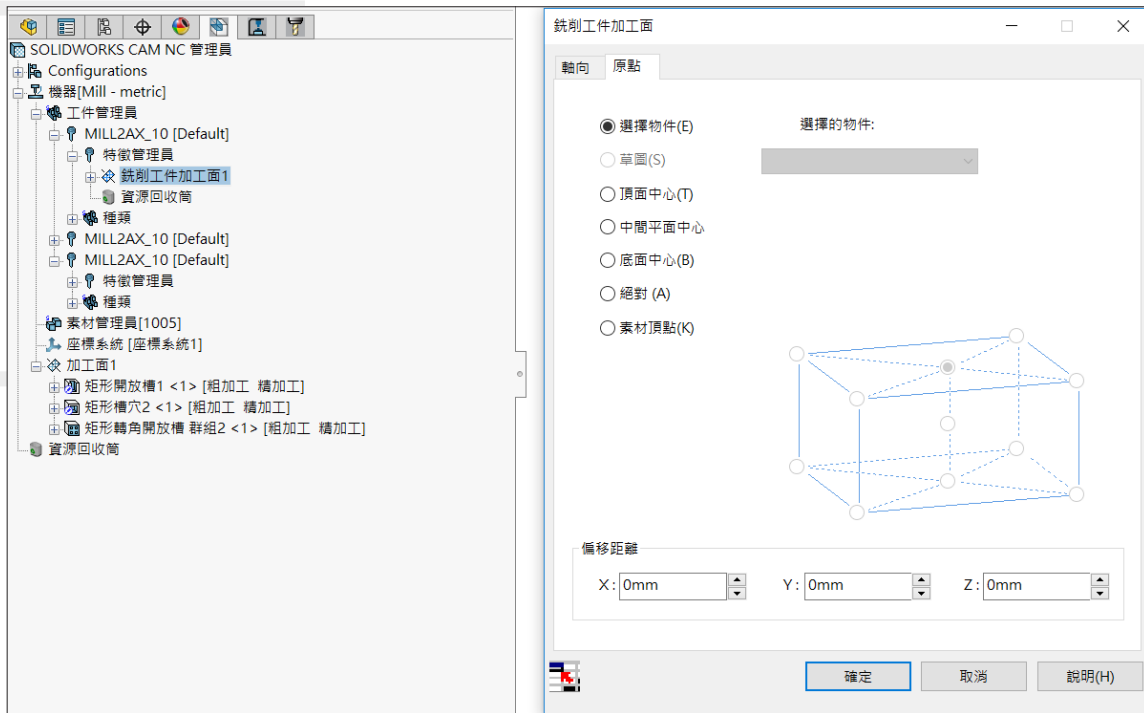 SOLIDWORKS CAM NC 管理員
Configurations
機器[Mill - metric]
工件管理員
MILL2AX_10 [Default]
特徵管理員
銑削工件加工面1
資源回收筒
種類
MILL2AX_10 [Default]
MILL2AX_10 [Default]
特徵管理員
種類
素材管理員[1005]
座標系統 [座標系統1]
加工面1
矩形開放槽1 <1> [粗加工 精加工]
矩形槽穴2 <1> [粗加工 精加工]
矩形轉角開放槽 群組2 <1> [粗加工 精加工]
資源回收筒
銑削工件加工面
軸向 原點
選擇物件(E) 選擇的物件:
草圖(S)
頂面中心(T)
中間平面中心
底面中心(B)
絕對 (A)
素材頂點(K)
偏移距離
X : 0mm Y : 0mm Z : 0mm
確定 取消 說明(H)